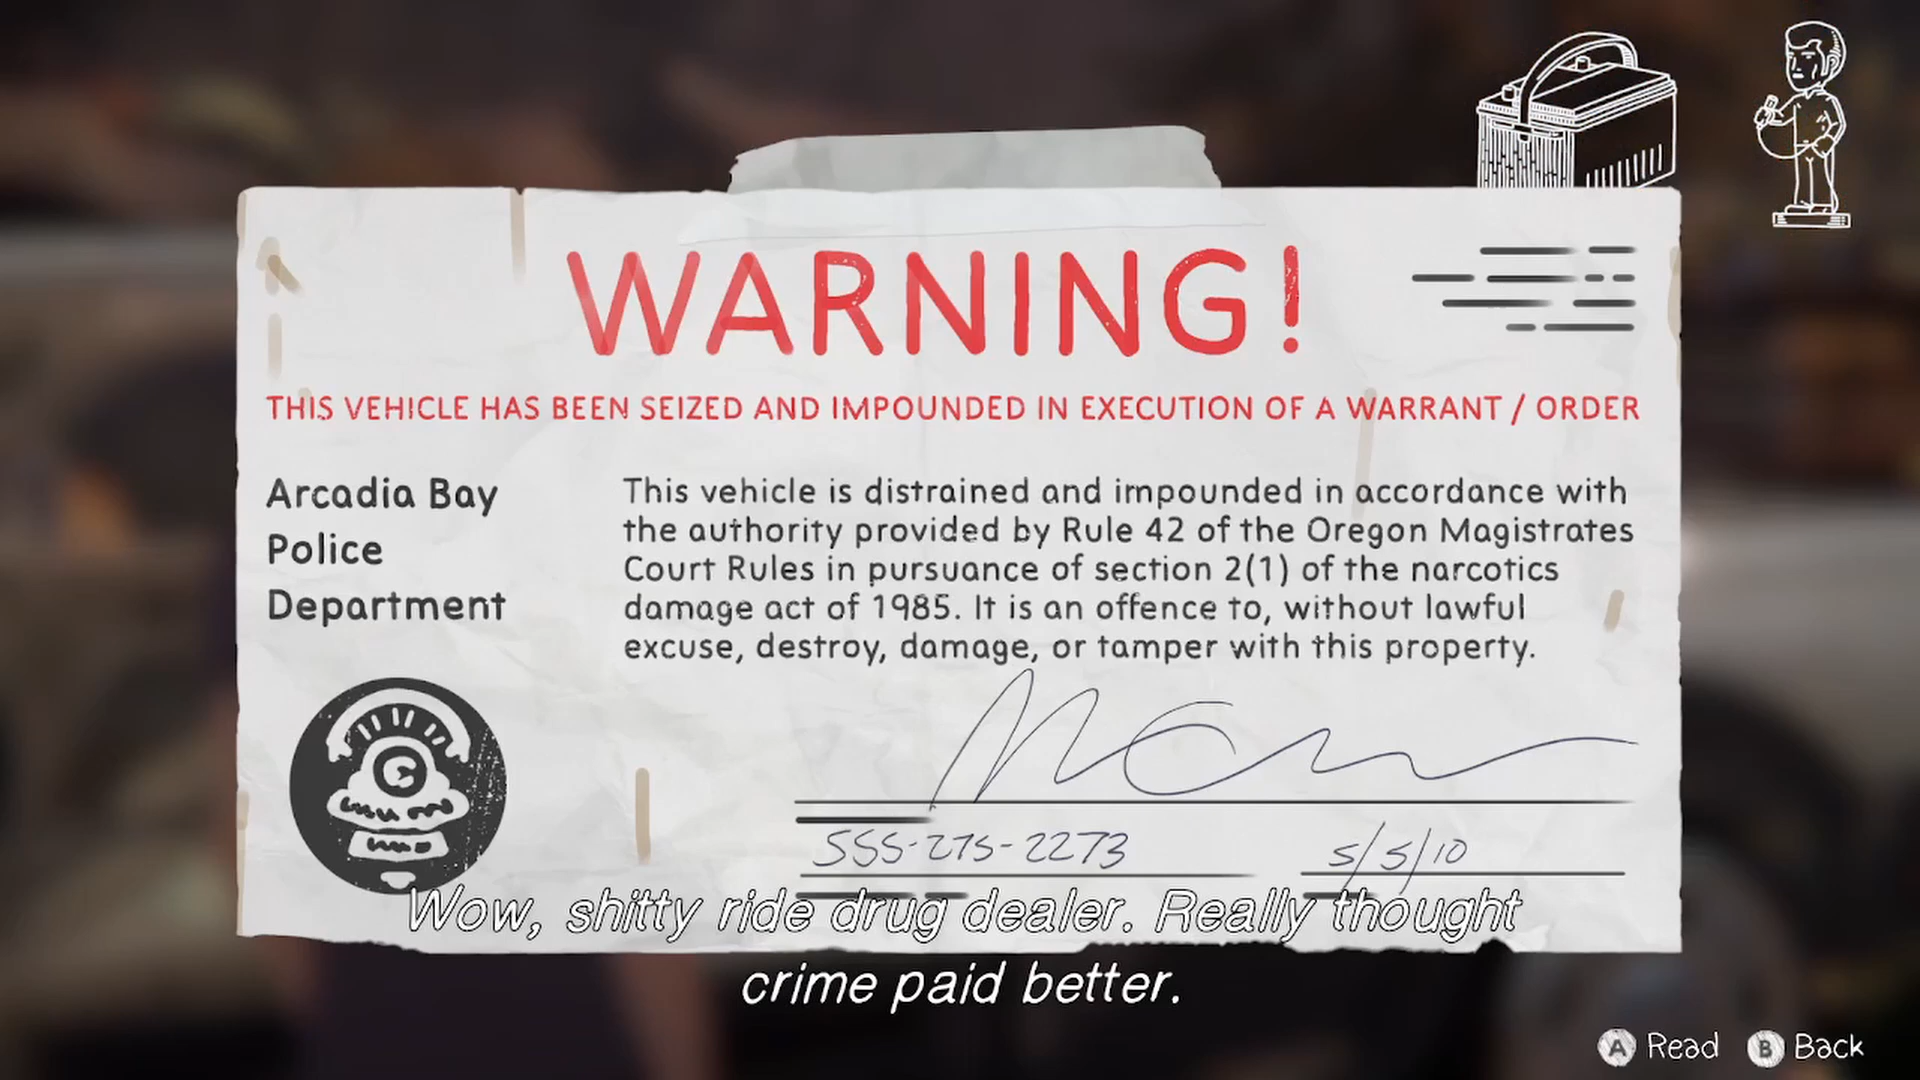 WARNING!
THIS VEHICLE HAS BEEN SEIZED AND IMPOUNDED IN EXECUTION OF A WARRANT / ORDER
Arcadia Bay
Police
Department
This vehicle is distrained and impounded in accordance with
the authority provided by Rule 42 of the Oregon Magistrates
Court Rules in pursuance of section 2(1) of the narcotics
damage act of 1985. It is an offence to, without lawful
excuse, destroy, damage, or tamper with this property.
555-275-2273
5/5/10
Wow, shitty ride drug dealer. Really thought
crime paid better.
A Read B Back